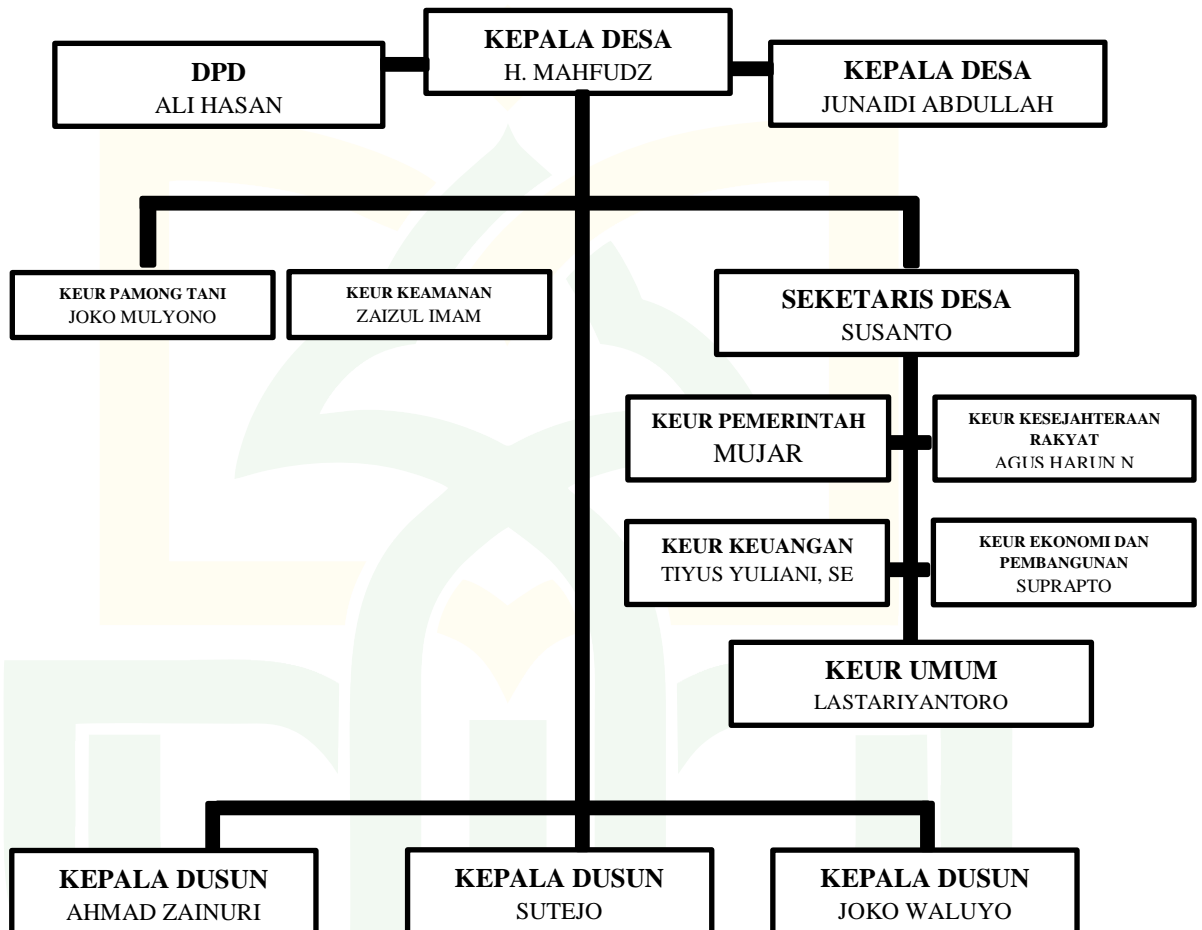 KEPALA DESA
H. MAHFUDZ
DPD
ALI HASAN
KEPALA DESA
JUNAIDI ABDULLAH
KEUR PAMONG TANI
JOKO MULYONO
KEUR KEAMANAN
ZAIZUL IMAM
SEKETARIS DESA
SUSANTO
KEUR PEMERINTAH
MUJAR
KEUR KESEJAHTERAAN
RAKYAT
AGUS HARUN N
KEUR KEUANGAN
TIYUS YULIANI, SE
KEUR EKONOMI DAN
PEMBANGUNAN
SUPRAPTO
KEUR UMUM
LASTARIYANTORO
KEPALA DUSUN
AHMAD ZAINURI
KEPALA DUSUN
SUTEJO
KEPALA DUSUN
JOKO WALUYO